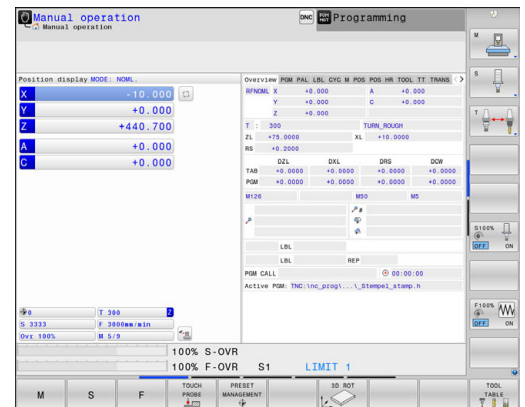 Manual operation
DNC
Programming
Manual operation
Position display MODE: NOML.
X -10.000
Y +0.000
Z +440.700
A +0.000
C +0.000
Overview PGM PAL LBL CYC M POS POS HR TOOL TT TRANS
RFNOML X +0.000 A +0.000
Y +0.000 C +0.000
Z +0.000
T : 300 TURN_ROUGH
ZL +75.0000 XL +10.0000
RS +0.2000
DZL DXL DRS DCW
TAB +0.0000 +0.0000 +0.0000 +0.0000
PGM +0.0000 +0.0000 +0.0000 +0.0000
M126 M50 M5
LBL
LBL REP
PGM CALL 00:00:00
Active PGM: TNC:\nc_prog\...\_Stempel_stamp.h
0 T 300 Z
S 3333 F 3000mm/min
Ovr 100% M 5/9
100% S-OVR
100% F-OVR S1 LIMIT 1
M
S
T
S100%
OFF ON
F100%
OFF ON
M S F
TOUCH PROBE
PRESET MANAGEMENT
3D ROT
TOOL TABLE